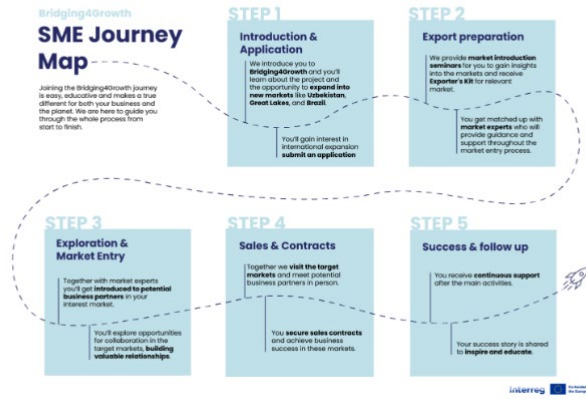 Bridging4Growth
SME Journey
Map
Joining the Bridging4Growth journey
is easy, educative and makes a true
different for both your business and
the planet. We are here to guide you
through the whole process from
start to finish.
STEP 1
Introduction &
Application
We introduce you to
Bridging4Growth and you'll
learn about the project and
the opportunity to expand into
new markets like Uzbekistan,
Great Lakes, and Brazil.
You'll gain interest in
international expansion
submit an application
STEP 2
Export preparation
We provide market introduction
seminars for you to gain insights
into the markets and receive
Exporter's Kit for relevant
market.
You get matched up with
market experts who will
provide guidance and
support throughout the
market entry process.
STEP 3
Exploration &
Market Entry
Together with market experts
you'll get introduced to potential
business partners in your
interest market.
You'll explore opportunities
for collaboration in the
target markets, building
valuable relationships.
STEP 4
Sales & Contracts
Together we visit the target
markets and meet potential
business partners in person.
You secure sales contracts
and achieve business
success in these markets.
STEP 5
Success & follow up
You receive continuous support
after the main activities.
Your success story is shared
to inspire and educate.
Interreg